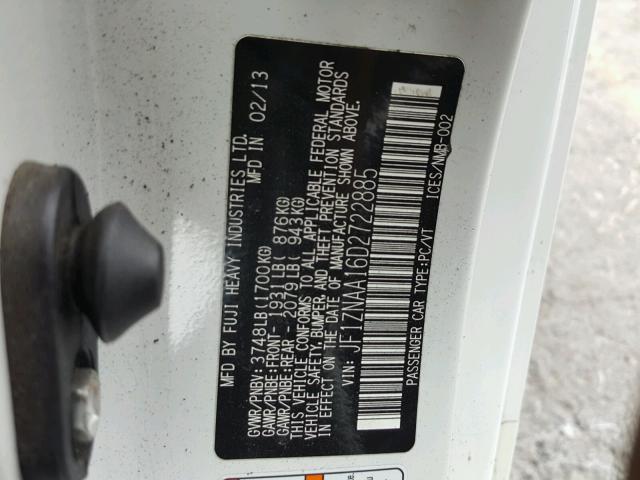 MFD BY FUJI HEAVY INDUSTRIES LTD. IN 02/13
GVWR/PNBV: 3748LB(1700KG)
GAWR/PNBE:FRONT- 1931LB( 876KG)
GAWR/PNBE:REAR - 2079LB( 943KG)
THIS VEHICLE CONFORMS TO ALL APPLICABLE FEDERAL MOTOR
VEHICLE SAFETY,BUMPER,AND THEFT PREVENTION STANDARDS
IN EFFECT ON THE DATE OF MANUFACTURE SHOWN ABOVE.
VIN: JF1ZNAA16D2722885
PASSENGER CAR TYPE:PC/VT ICES/NMB-002